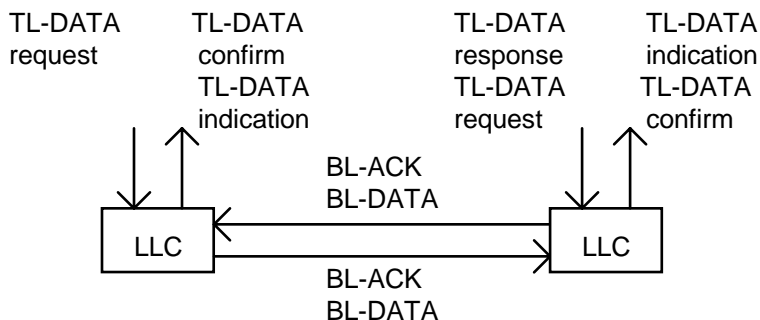 TL-DATA
request
TL-DATA
confirm
TL-DATA
indication
TL-DATA
response
TL-DATA
request
TL-DATA
indication
TL-DATA
confirm
BL-ACK
BL-DATA
LLC
LLC
BL-ACK
BL-DATA